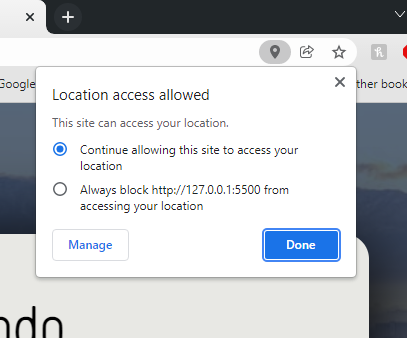 Google
ther book
Location access allowed
This site can access your location.
Continue allowing this site to access your
location
Always block http://127.0.0.1:5500 from
accessing your location
Manage
Done
ndo